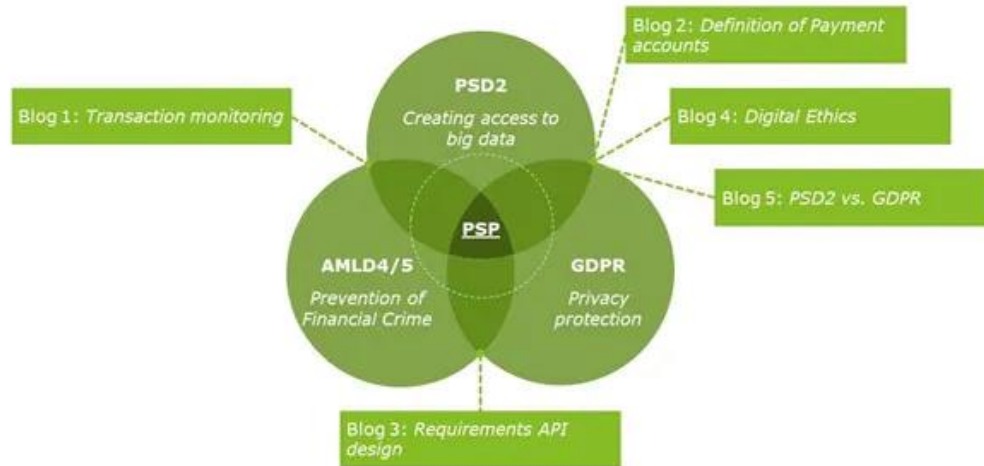 Blog 2: Definition of Payment
accounts
PSD2
Creating access to
big data
Blog 1: Transaction monitoring
Blog 4: Digital Ethics
Blog 5: PSD2 vs. GDPR
PSP
AMLD4/5
Prevention of
Financial Crime
GDPR
Privacy
protection
Blog 3: Requirements API
design